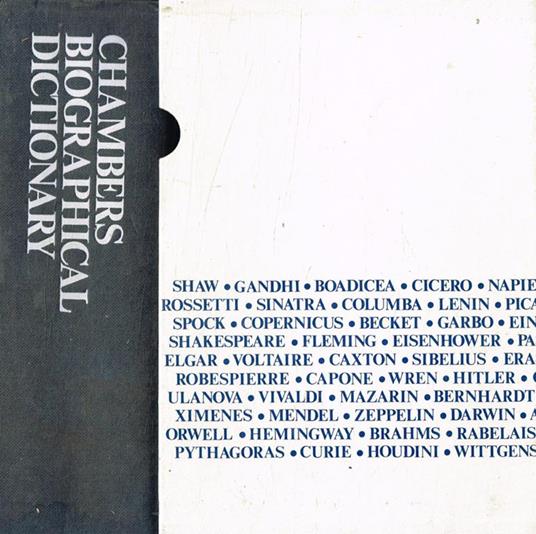 CHAMBERS
BIOGRAPHICAL
DICTIONARY
SHAW • GANDHI • BOADICEA • CICERO • NAPIE
ROSSETTI • SINATRA • COLUMBA • LENIN • PICA
SPOCK • COPERNICUS • BECKET • GARBO • EIN
SHAKESPEARE • FLEMING • EISENHOWER • PA
ELGAR • VOLTAIRE • CAXTON • SIBELIUS • ERA
ROBESPIERRE • CAPONE • WREN • HITLER •
ULANOVA • VIVALDI • MAZARIN • BERNHARDT
XIMENES • MENDEL • ZEPPELIN • DARWIN • A
ORWELL • HEMINGWAY • BRAHMS • RABELAIS
PYTHAGORAS • CURIE • HOUDINI • WITTGENS